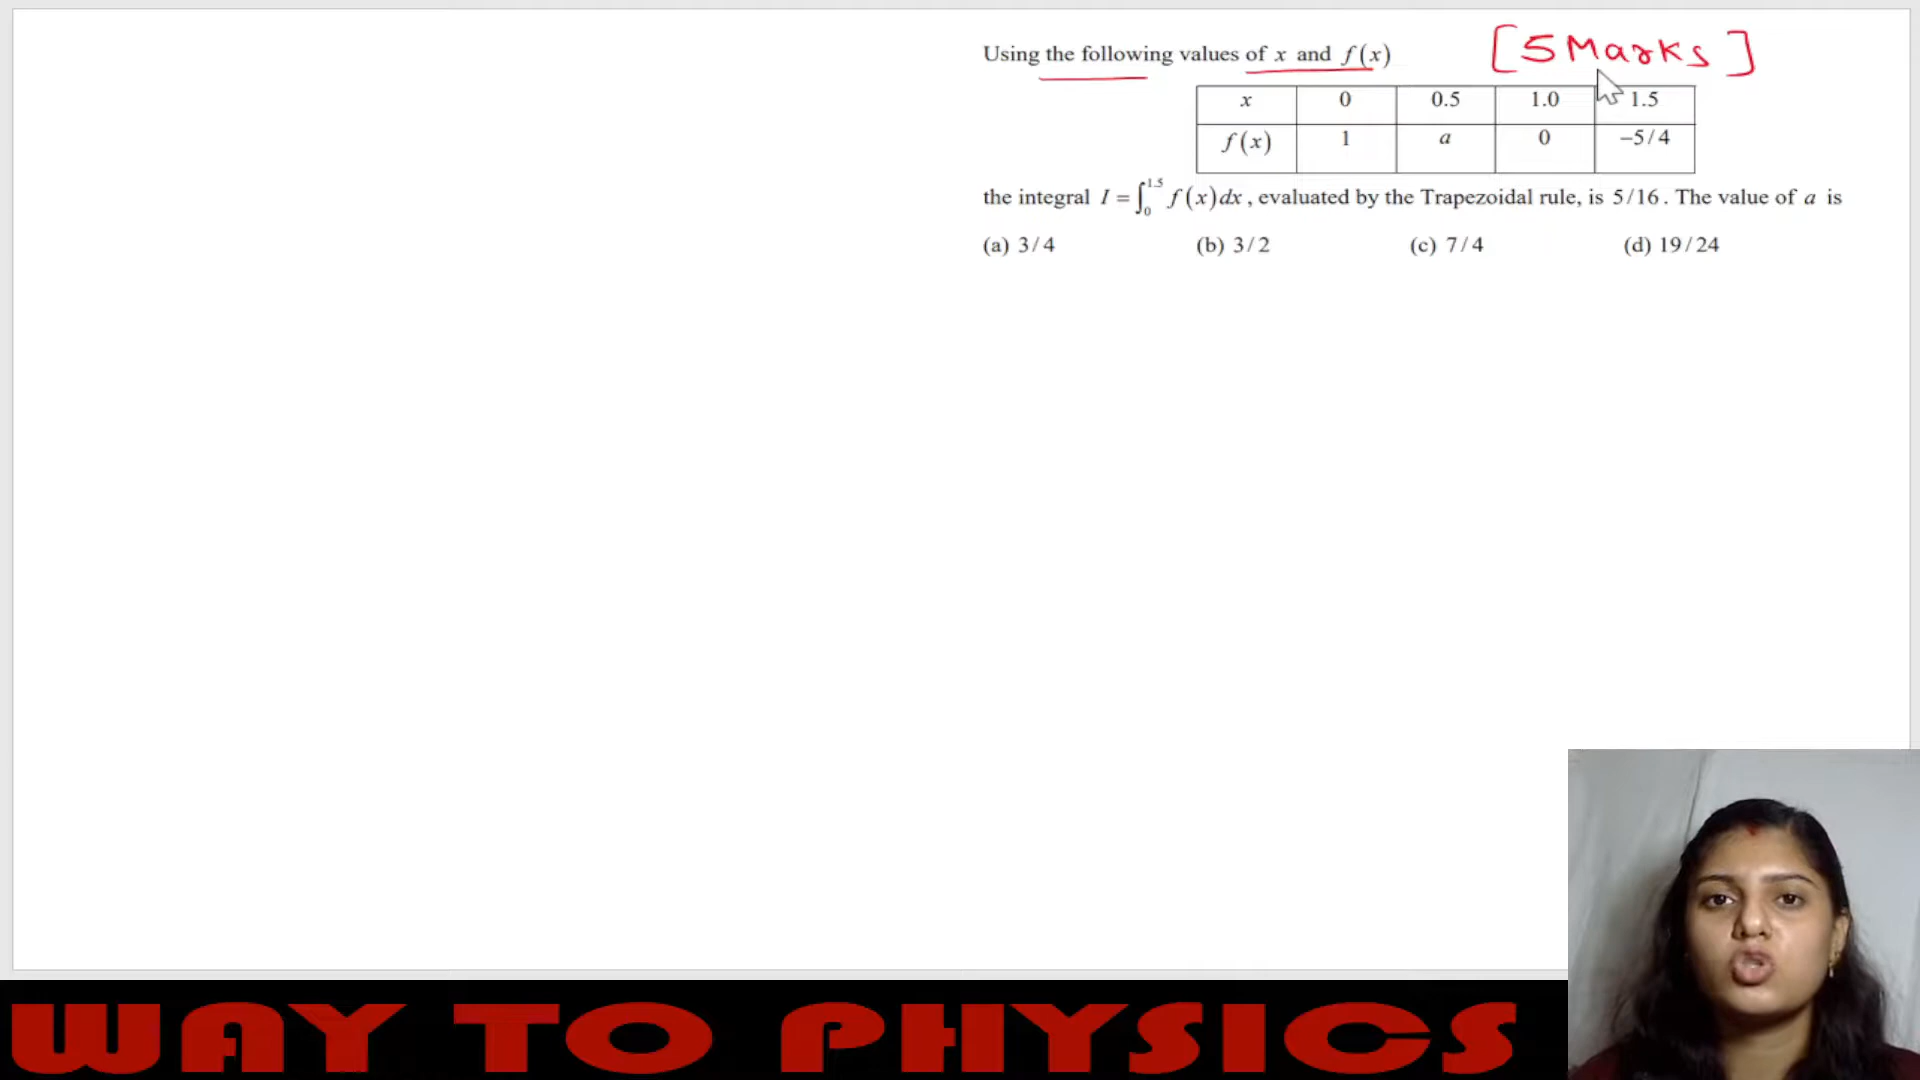 Using the following values of x and f(x) [5 Marks]
x 0 0.5 1.0 1.5
f(x) 1 a 0 −5/4
the integral I = ∫₀^1.5 f(x)dx, evaluated by the Trapezoidal rule, is 5/16. The value of a is
(a) 3/4 (b) 3/2 (c) 7/4 (d) 19/24
WAY TO PHYSICS